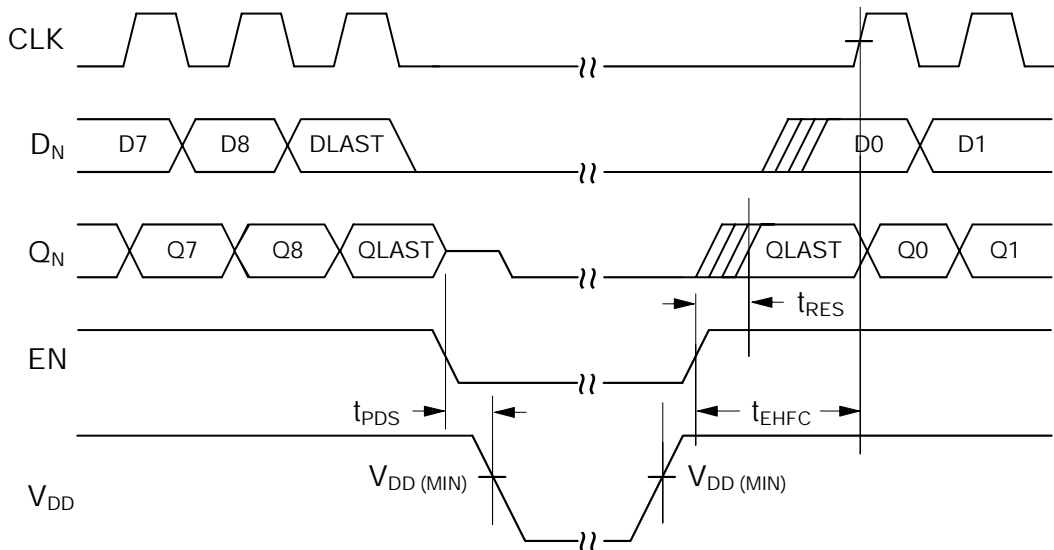 CLK
D7 D8 DLAST D0 D1
DN
Q7 Q8 QLAST QLAST Q0 Q1
QN
tRES
EN
tPDS tEHFC
VDD (MIN) VDD (MIN)
VDD